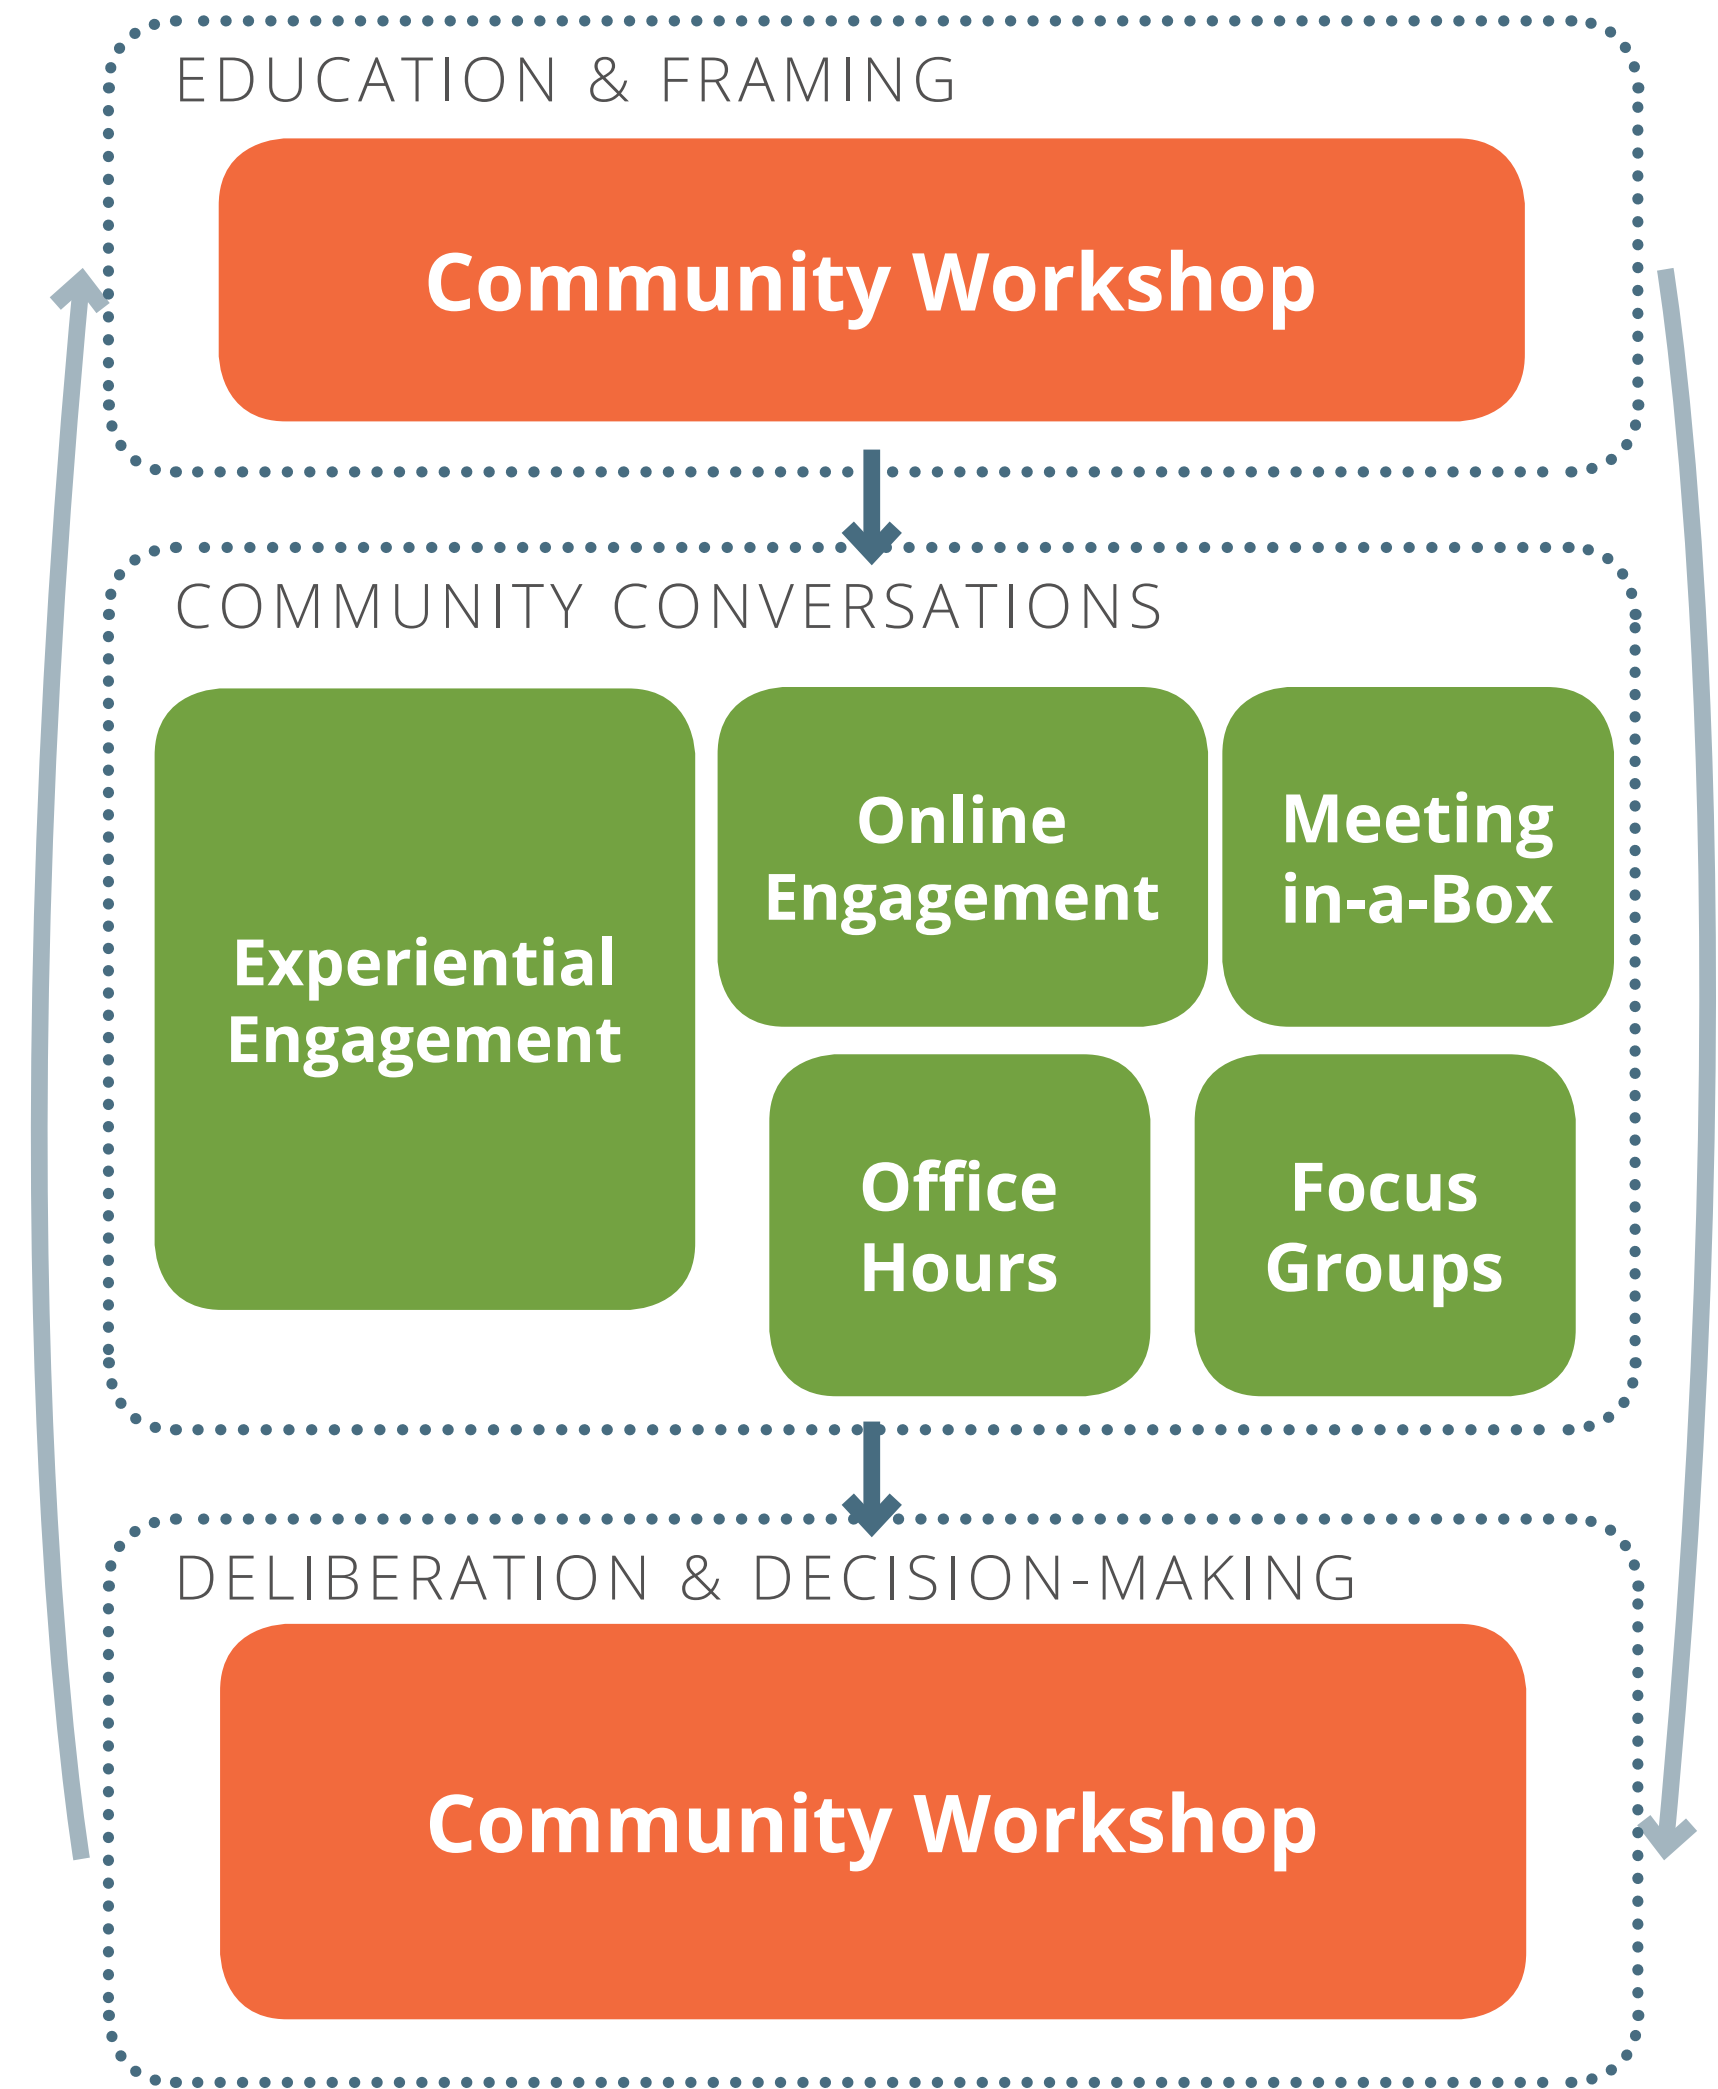 EDUCATION & FRAMING
Community Workshop
COMMUNITY CONVERSATIONS
Experiential
Engagement
Online
Engagement
Meeting
in-a-Box
Office
Hours
Focus
Groups
DELIBERATION & DECISION-MAKING
Community Workshop